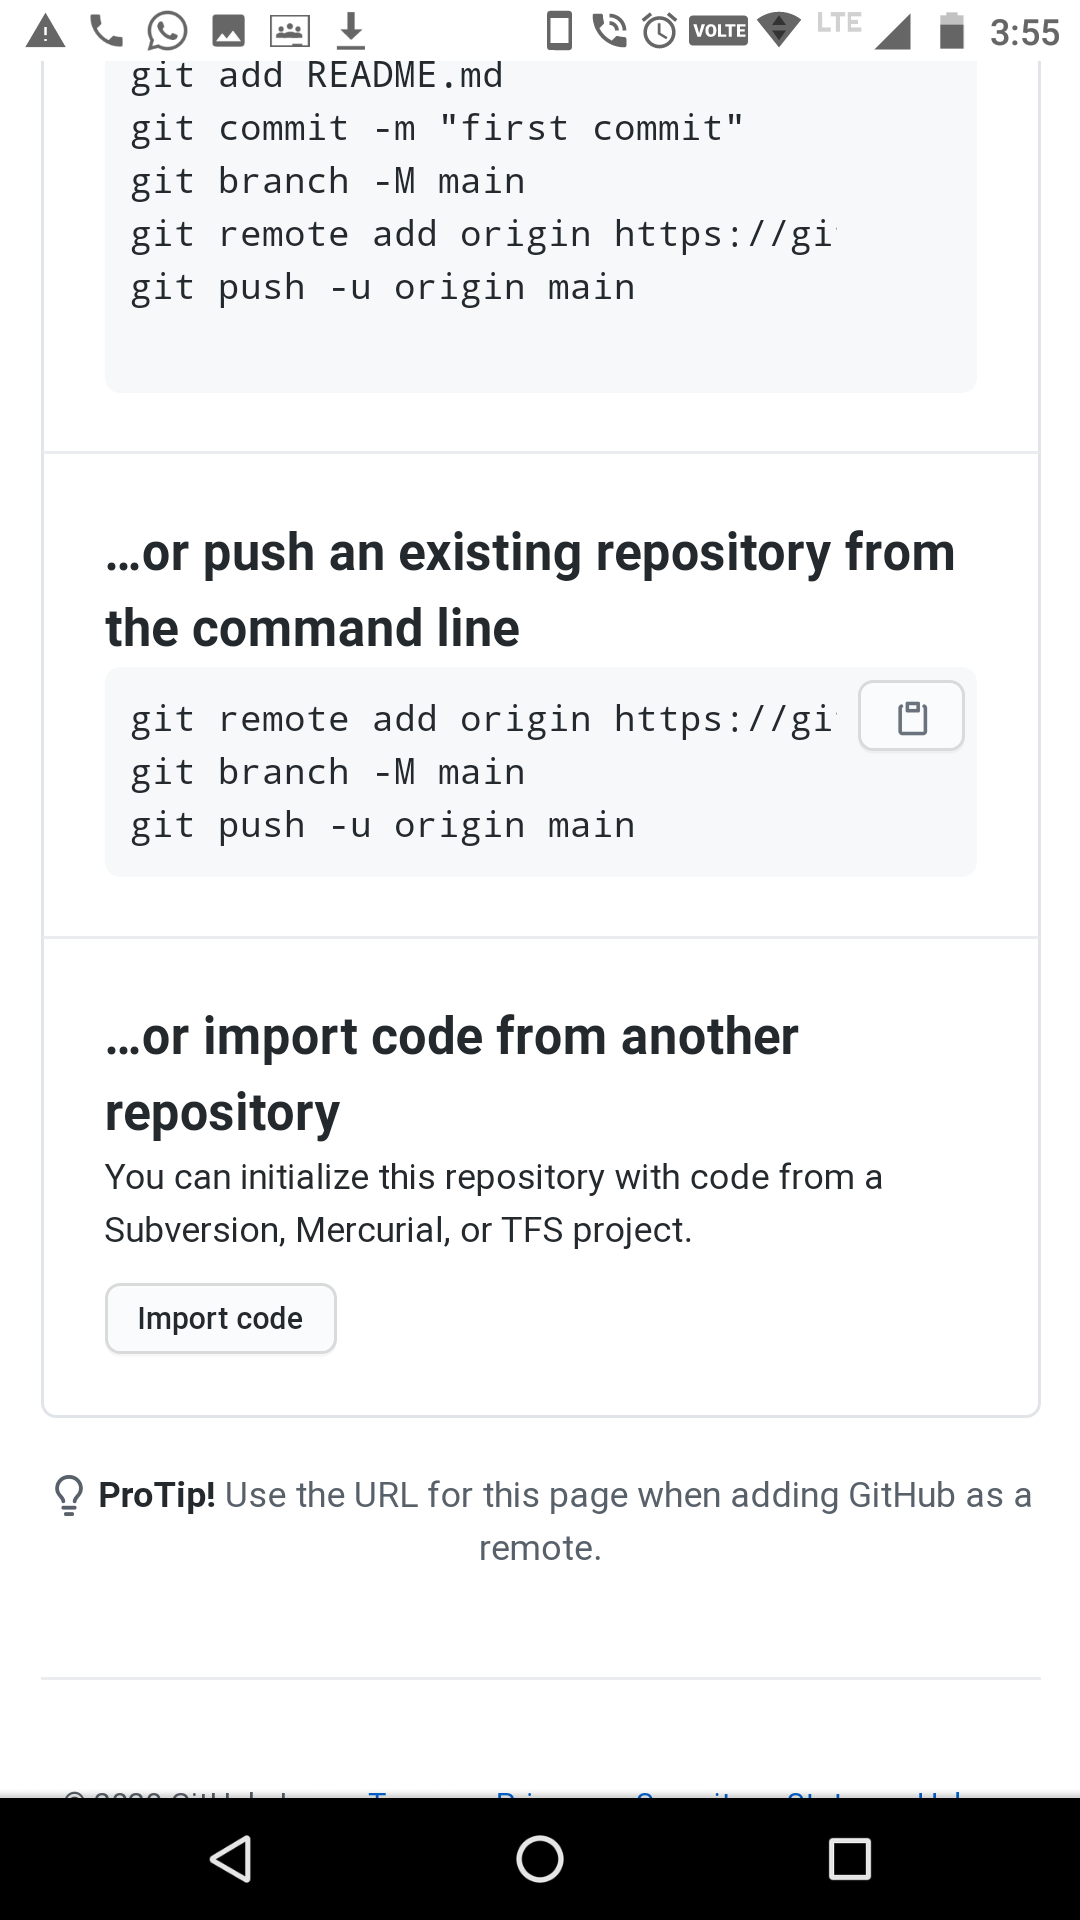 VOLTE LTE 3:55
git add README.md
git commit -m "first commit"
git branch -M main
git remote add origin https://gi
git push -u origin main
...or push an existing repository from
the command line
git remote add origin https://gi
git branch -M main
git push -u origin main
...or import code from another
repository
You can initialize this repository with code from a
Subversion, Mercurial, or TFS project.
Import code
ProTip! Use the URL for this page when adding GitHub as a
remote.